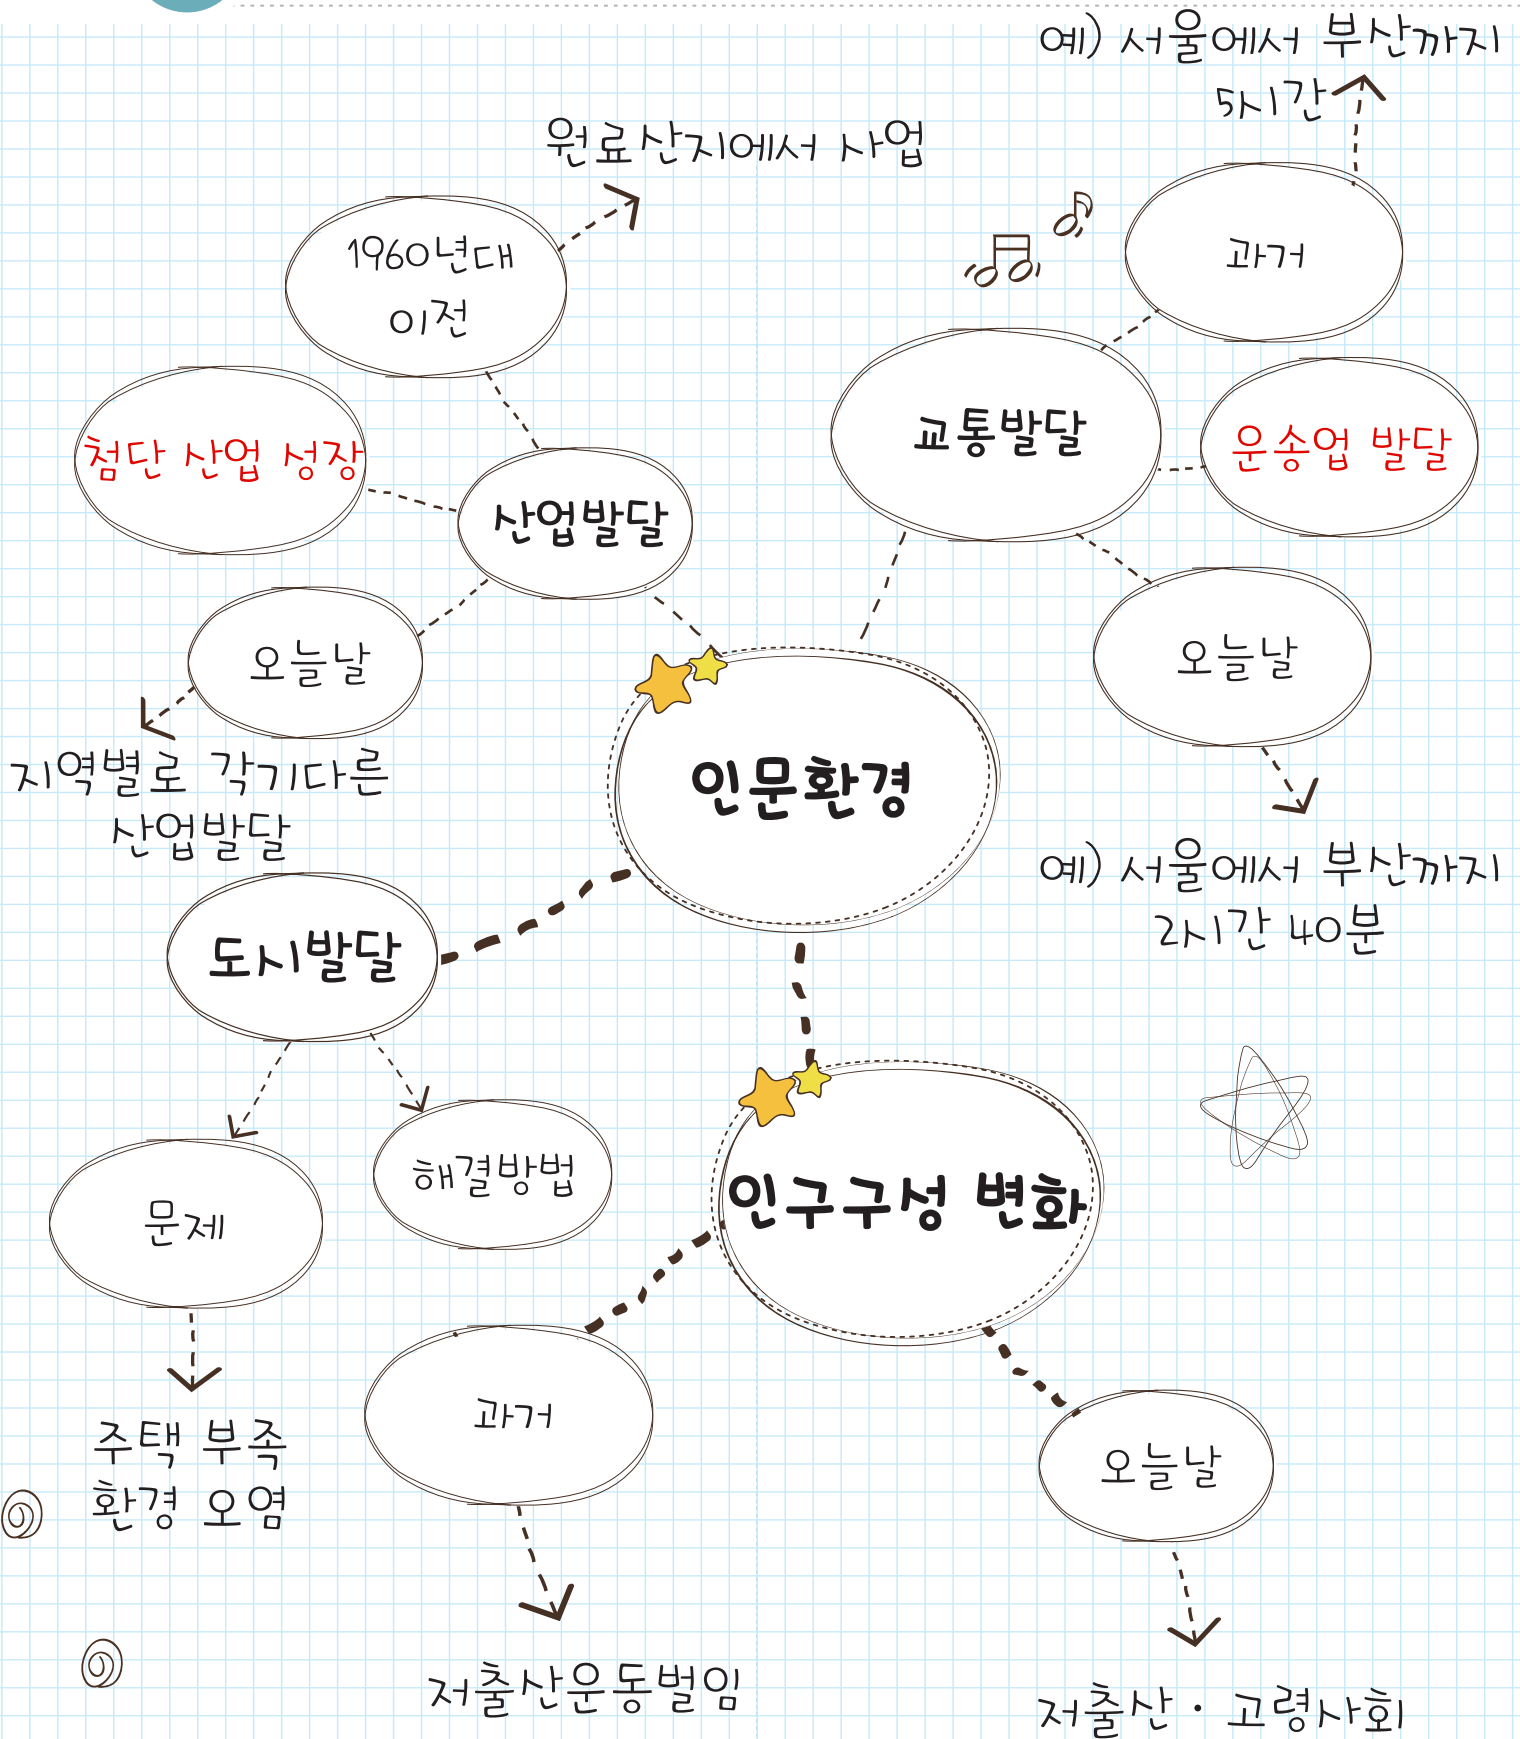 예) 서울에서 부산까지
5시간
원료산지에서 사업
1960년대
이전
과거
첨단 산업 성장
산업발달
교통발달
운송업 발달
오늘날
오늘날
지역별로 각기다른
산업발달
인문환경
예) 서울에서 부산까지
2시간 40분
도시발달
해결방법
문제
인구구성 변화
주택 부족
환경 오염
과거
오늘날
저출산운동벌임
저출산·고령사회